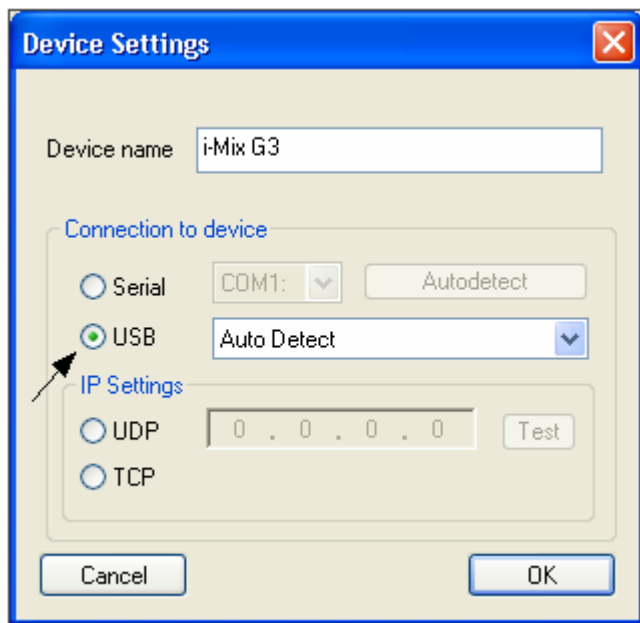 Device Settings
Device name i-Mix G3
Connection to device
Serial COM1: Autodetect
USB Auto Detect
IP Settings
UDP 0 . 0 . 0 . 0 Test
TCP
Cancel OK